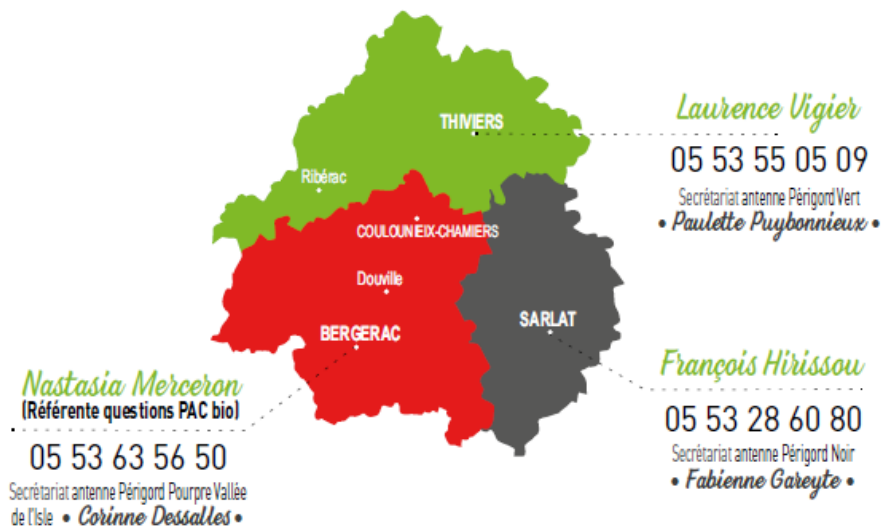 THIVIERS
Ribérac
COULOUNIEIX-CHAMIERS
Douville
BERGERAC
SARLAT
Laurence Vigier
05 53 55 05 09
Secrétariat antenne Périgord Vert
• Paulette Puybonnieux •
François Hirissou
05 53 28 60 80
Secrétariat antenne Périgord Noir
• Fabienne Gareyte •
Nastasia Merceron
(Référente questions PAC bio)
05 53 63 56 50
Secrétariat antenne Périgord Pourpre Vallée
de l'Isle • Corinne Dessalles •